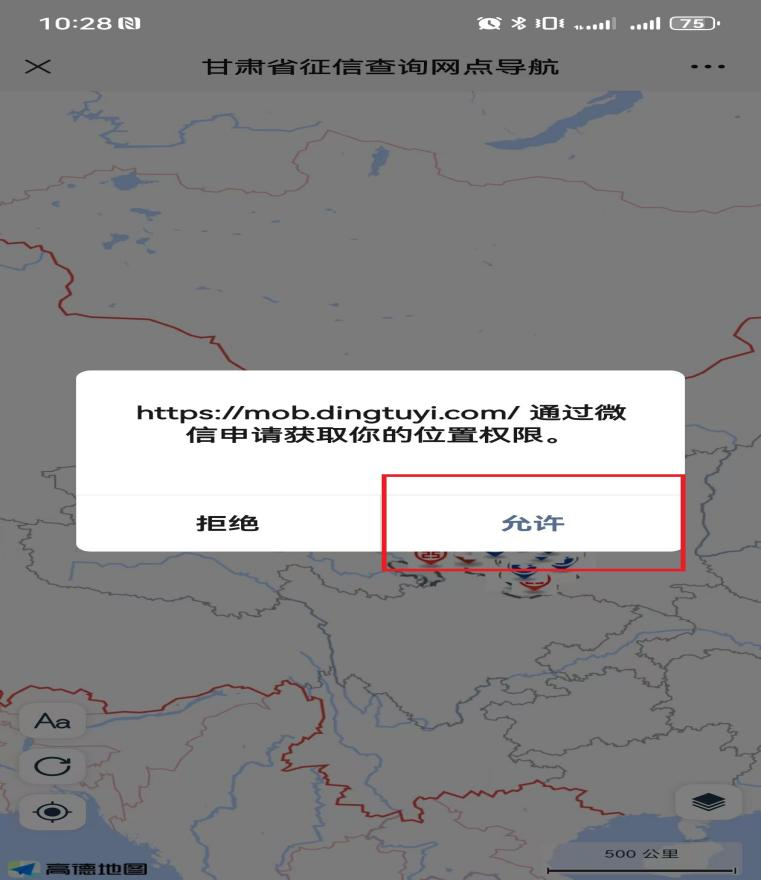 10:28 75
甘肃省征信查询网点导航
https://mob.dingtuyi.com/ 通过微
信申请获取你的位置权限。
拒绝 允许
25
Aa
500 公里
高德地图